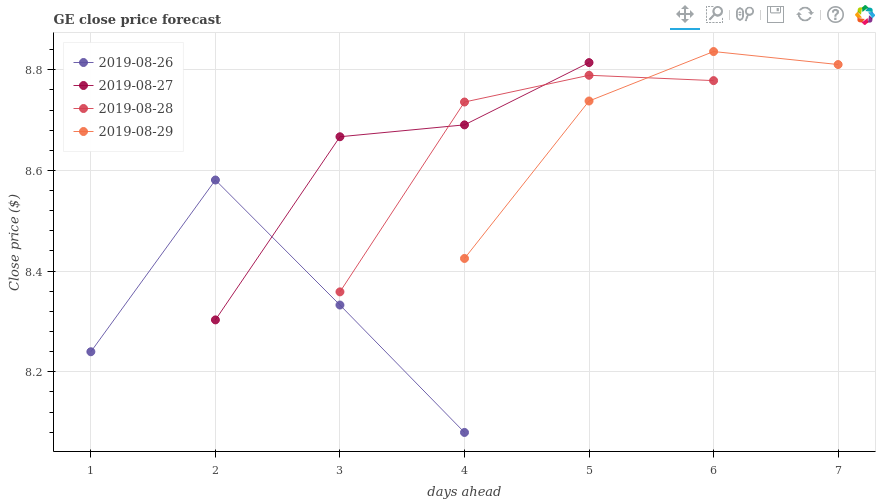 GE close price forecast
2019-08-26
2019-08-27
2019-08-28
2019-08-29
8.8
8.6
8.4
8.2
Close price ($)
1 2 3 4 5 6 7
days ahead